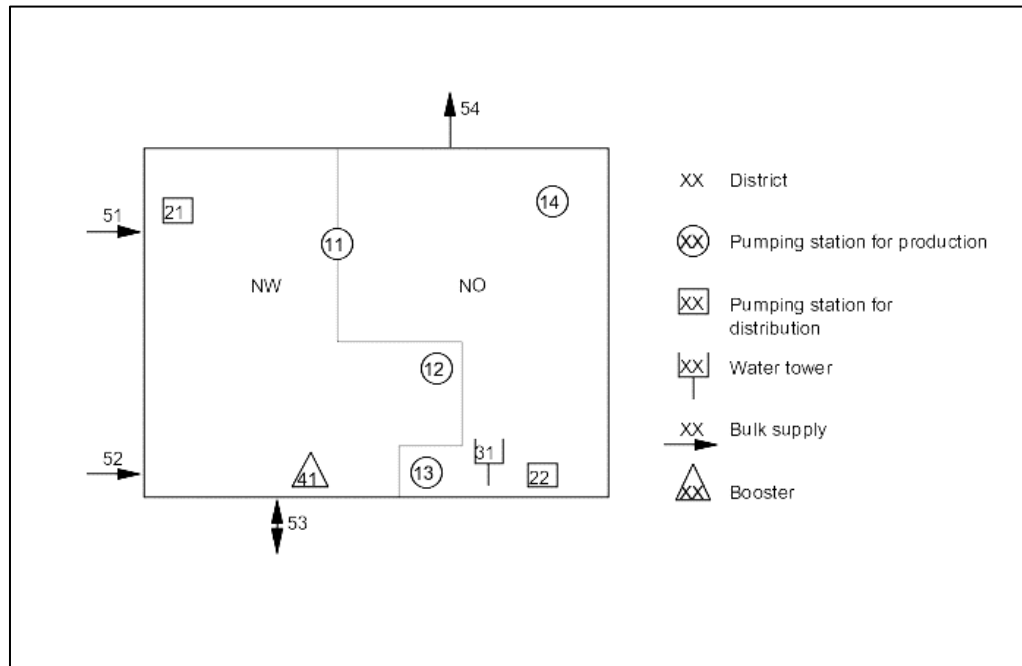 54
51
21
11
14
NW
NO
12
52
41
13
31
22
53
XX District
XX Pumping station for production
XX Pumping station for
distribution
XX Water tower
XX Bulk supply
XX Booster